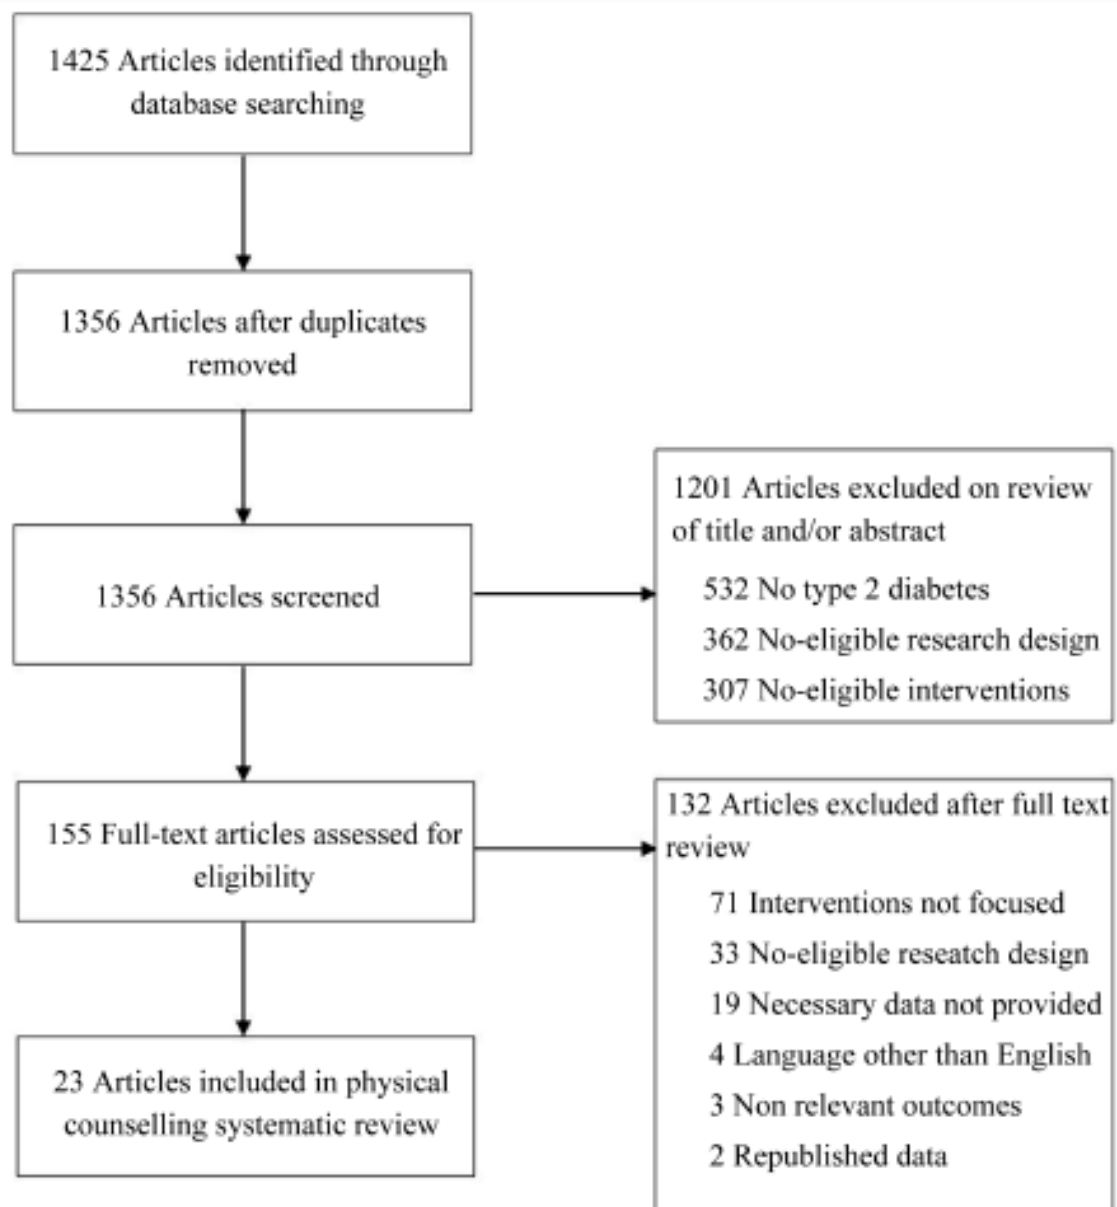 1425 Articles identified through
database searching
1356 Articles after duplicates
removed
1356 Articles screened
1201 Articles excluded on review
of title and/or abstract
532 No type 2 diabetes
362 No-eligible research design
307 No-eligible interventions
155 Full-text articles assessed for
eligibility
132 Articles excluded after full text
review
71 Interventions not focused
33 No-eligible reseatch design
19 Necessary data not provided
4 Language other than English
3 Non relevant outcomes
2 Republished data
23 Articles included in physical
counselling systematic review